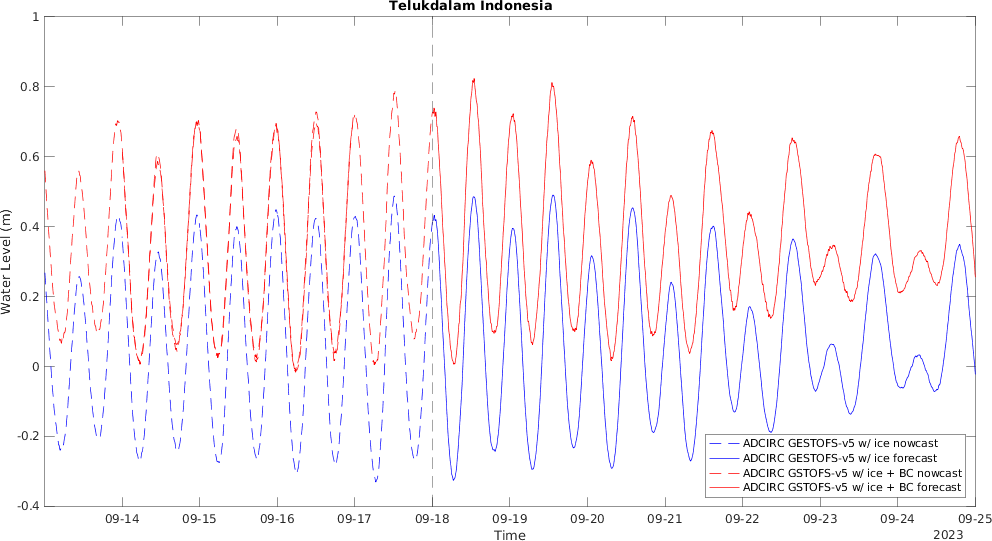 Telukdalam Indonesia
1
0.8
0.6
0.4
0.2
0
-0.2
-0.4
Water Level (m)
ADCIRC GESTOFS-v5 w/ ice nowcast
ADCIRC GESTOFS-v5 w/ ice forecast
ADCIRC GSTOFS-v5 w/ ice + BC nowcast
ADCIRC GSTOFS-v5 w/ ice + BC forecast
09-14 09-15 09-16 09-17 09-18 09-19 09-20 09-21 09-22 09-23 09-24 09-25
Time
2023